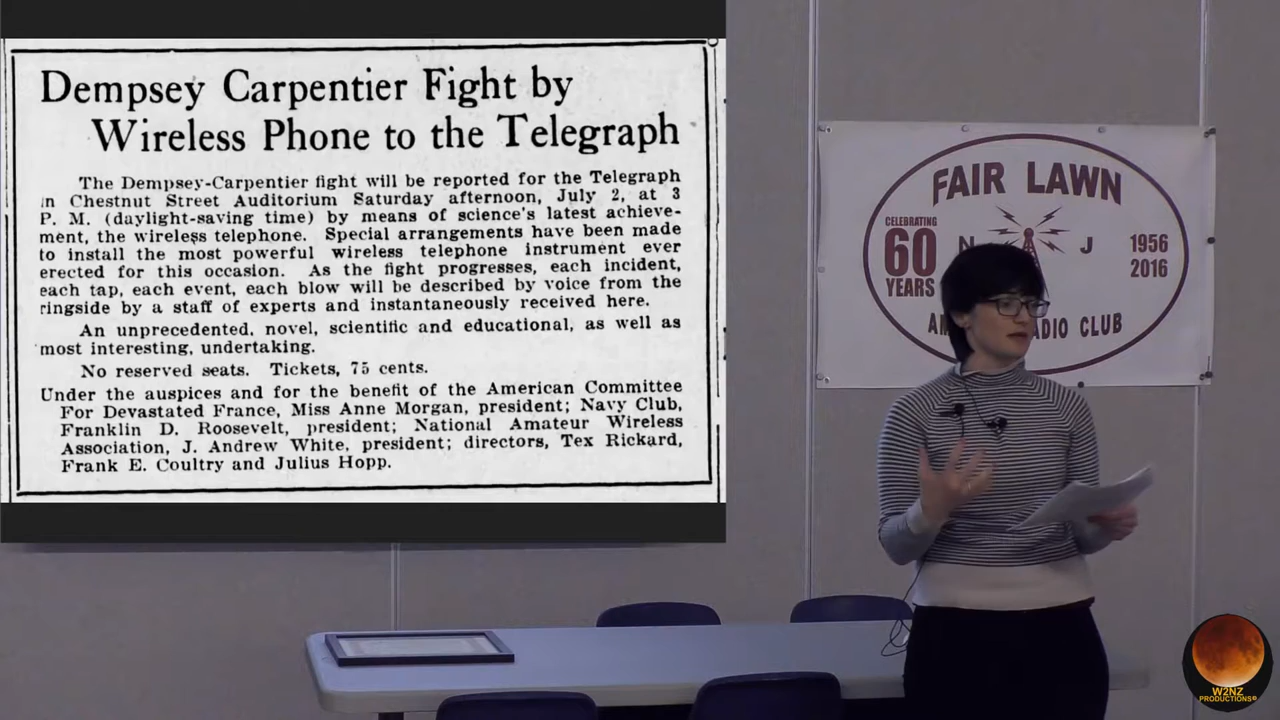 Dempsey Carpentier Fight by
Wireless Phone to the Telegraph
The Dempsey-Carpentier fight will be reported for the Telegraph
in Chestnut Street Auditorium Saturday afternoon, July 2, at 3
P. M. (daylight-saving time) by means of science's latest achieve-
ment, the wireless telephone. Special arrangements have been made
to install the most powerful wireless telephone instrument ever
erected for this occasion. As the fight progresses, each incident,
each tap, each event, each blow will be described by voice from the
ringside by a staff of experts and instantaneously received here.
An unprecedented, novel, scientific and educational, as well as
most interesting, undertaking.
No reserved seats. Tickets, 75 cents.
Under the auspices and for the benefit of the American Committee
For Devastated France, Miss Anne Morgan, president; Navy Club,
Franklin D. Roosevelt, president; National Amateur Wireless
Association, J. Andrew White, president; directors, Tex Rickard,
Frank E. Coultry and Julius Hopp.
FAIR LAWN
CELEBRATING
60
YEARS
N J
1956
2016
AM ADIO CLUB
W2NZ
PRODUCTIONS©